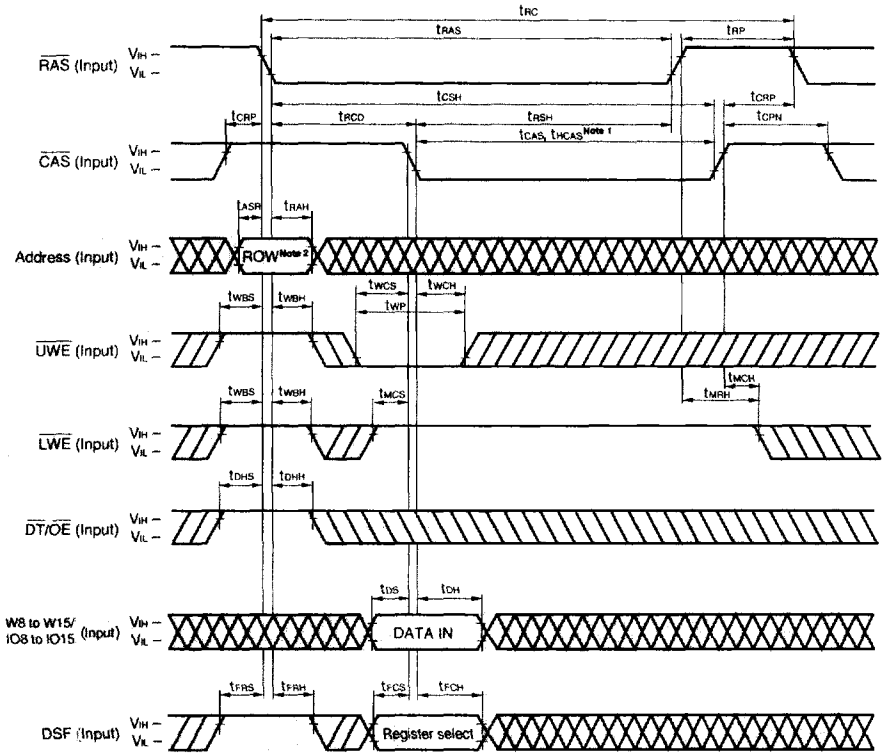 tRC
tRAS
tRP
RAS (Input) VIH
VIL
tCSH
tCRP
tCRP
tRCD
tRSH
tCPN
tCAS, tHCAS Note 1
CAS (Input) VIH
VIL
tASR
tRAH
Address (Input) VIH
VIL
ROW Note 2
tWCS
tWCH
tWBS
tWBH
tWP
UWE (Input) VIH
VIL
tMCH
tWBS
tWBH
tMCS
tMRH
LWE (Input) VIH
VIL
tDHS
tDHH
DT/OE (Input) VIH
VIL
tDS
tDH
W8 to W15/
IO8 to IO15 (Input) VIH
VIL
DATA IN
tFRS
tFRH
tFCS
tFCH
DSF (Input) VIH
VIL
Register select